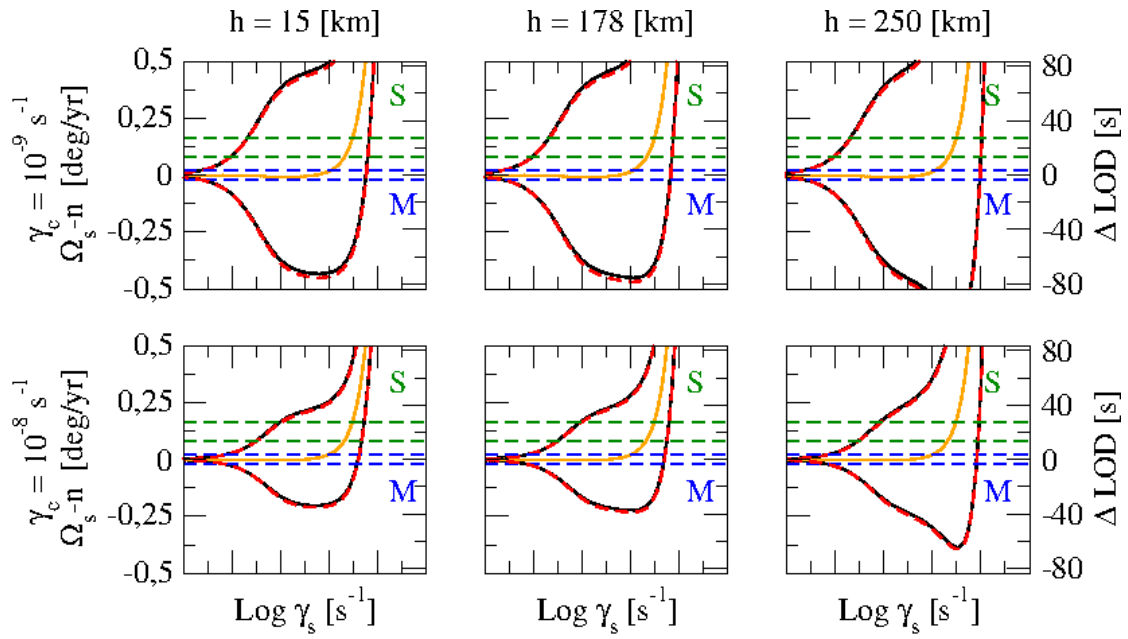 h = 15 [km]
h = 178 [km]
h = 250 [km]
γc = 10⁻⁹ s⁻¹
Ωs−n [deg/yr]
0,5
0,25
0
-0,25
-0,5
S
M
S
M
S
M
80
40
0
-40
-80
Δ LOD [s]
γc = 10⁻⁸ s⁻¹
Ωs−n [deg/yr]
0,5
0,25
0
-0,25
-0,5
S
M
S
M
S
M
80
40
0
-40
-80
Δ LOD [s]
Log γs [s⁻¹]
Log γs [s⁻¹]
Log γs [s⁻¹]